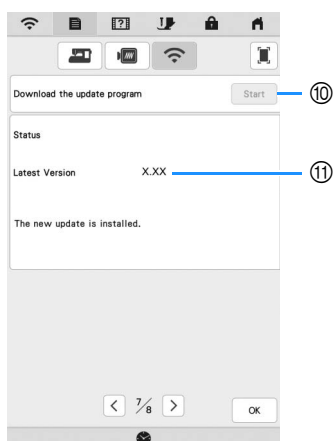 Download the update program
Start
⑩
Status
Latest Version X.XX
⑪
The new update is installed.
7/8
OK